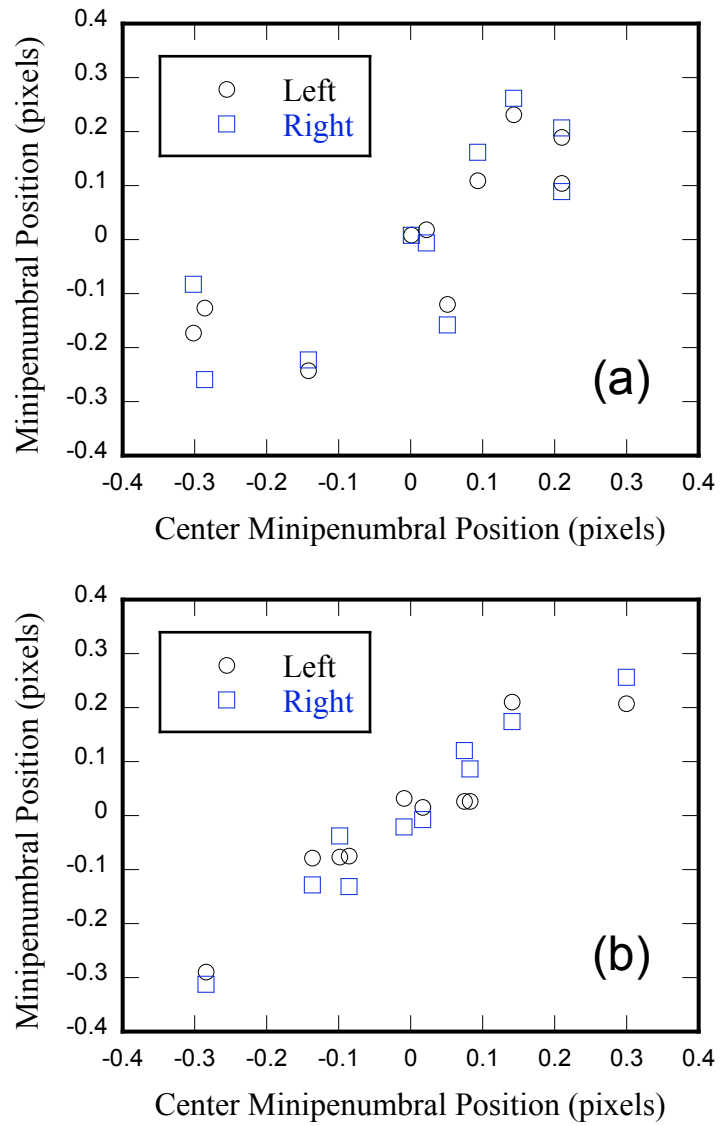 0.4
0.3
0.2
0.1
0
-0.1
-0.2
-0.3
-0.4
Minipenumbral Position (pixels)
Left
Right
(a)
-0.4 -0.3 -0.2 -0.1 0 0.1 0.2 0.3 0.4
Center Minipenumbral Position (pixels)
0.4
0.3
0.2
0.1
0
-0.1
-0.2
-0.3
-0.4
Minipenumbral Position (pixels)
Left
Right
(b)
-0.4 -0.3 -0.2 -0.1 0 0.1 0.2 0.3 0.4
Center Minipenumbral Position (pixels)